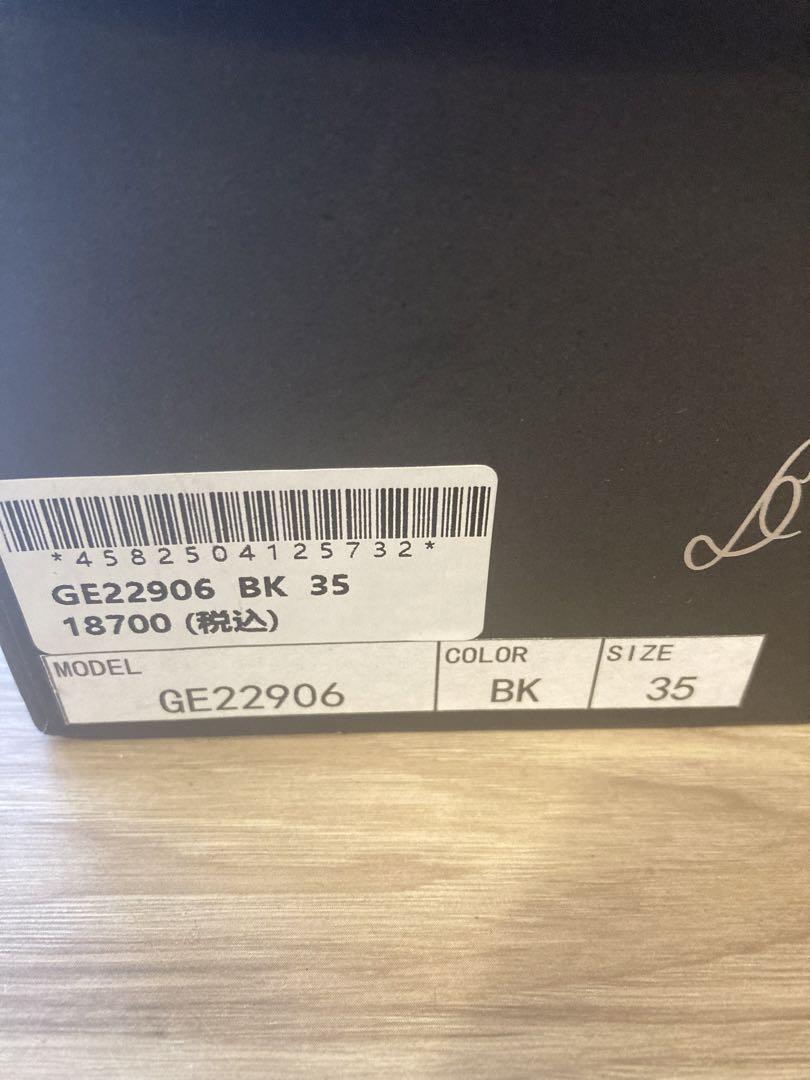 *4582504125732*
GE22906 BK 35
18700 (税込)
MODEL COLOR SIZE
GE22906 BK 35